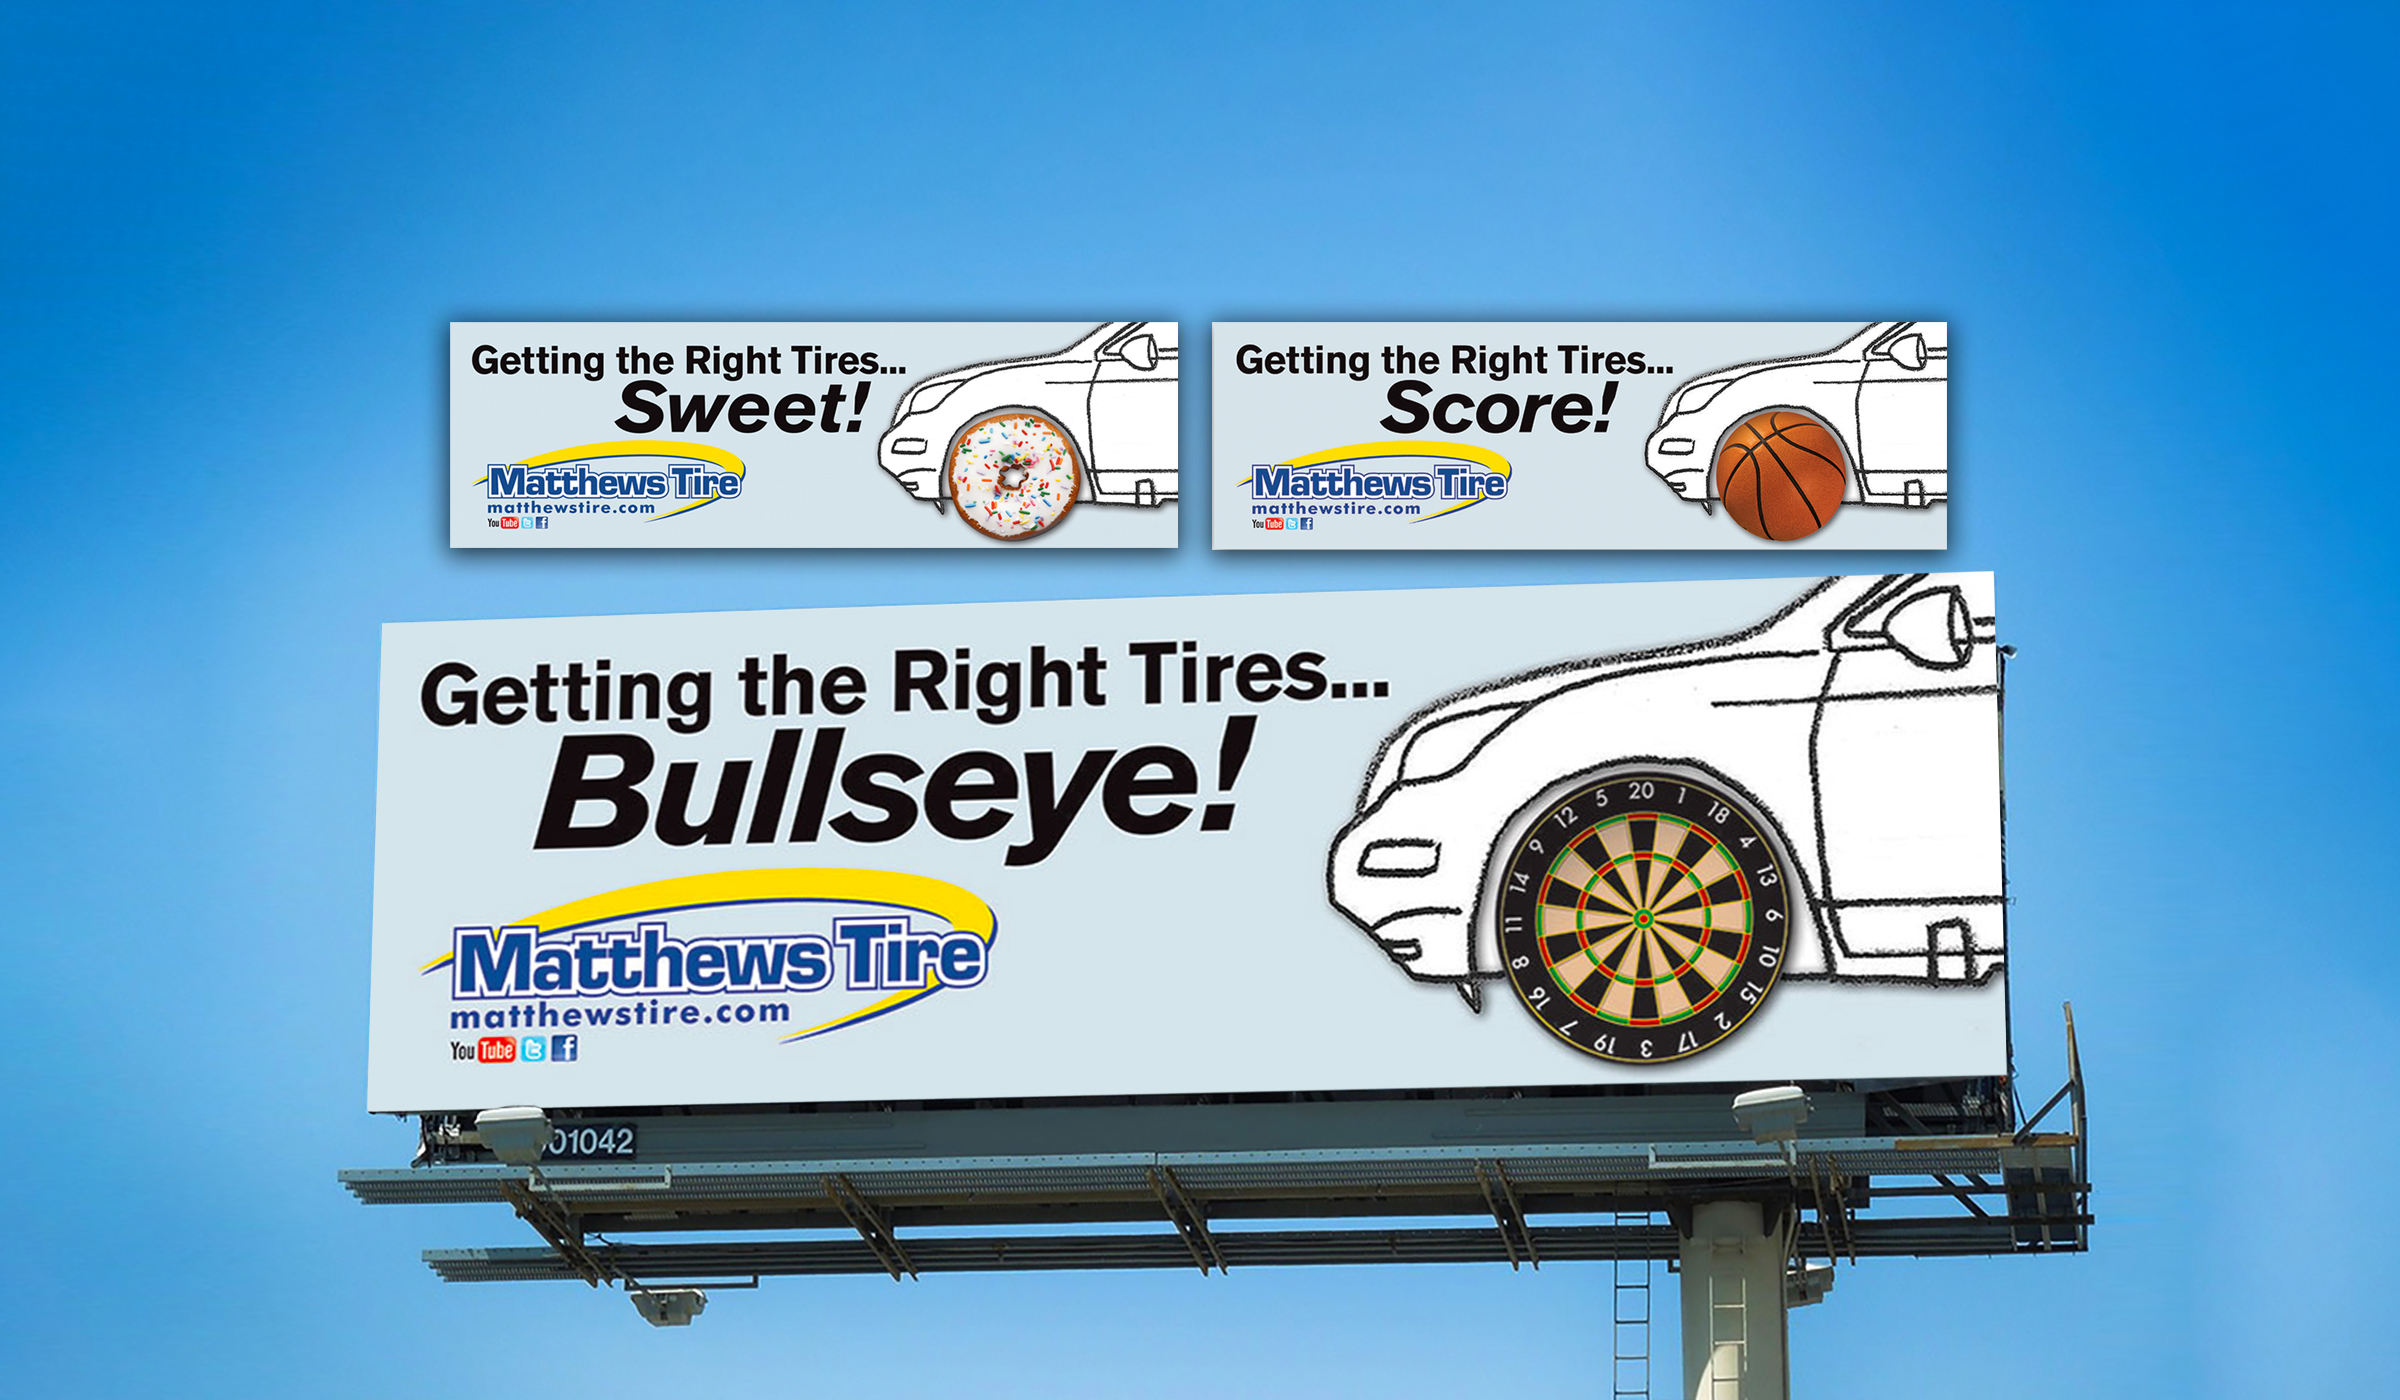 Getting the Right Tires...
Sweet!
Matthews Tire
matthewstire.com
YouTube
Getting the Right Tires...
Score!
Matthews Tire
matthewstire.com
YouTube
Getting the Right Tires...
Bullseye!
Matthews Tire
matthewstire.com
YouTube
20 1 18 4 13 6 10 15 2 17 3 19 7 16 8 11 14 9 12 5
01042